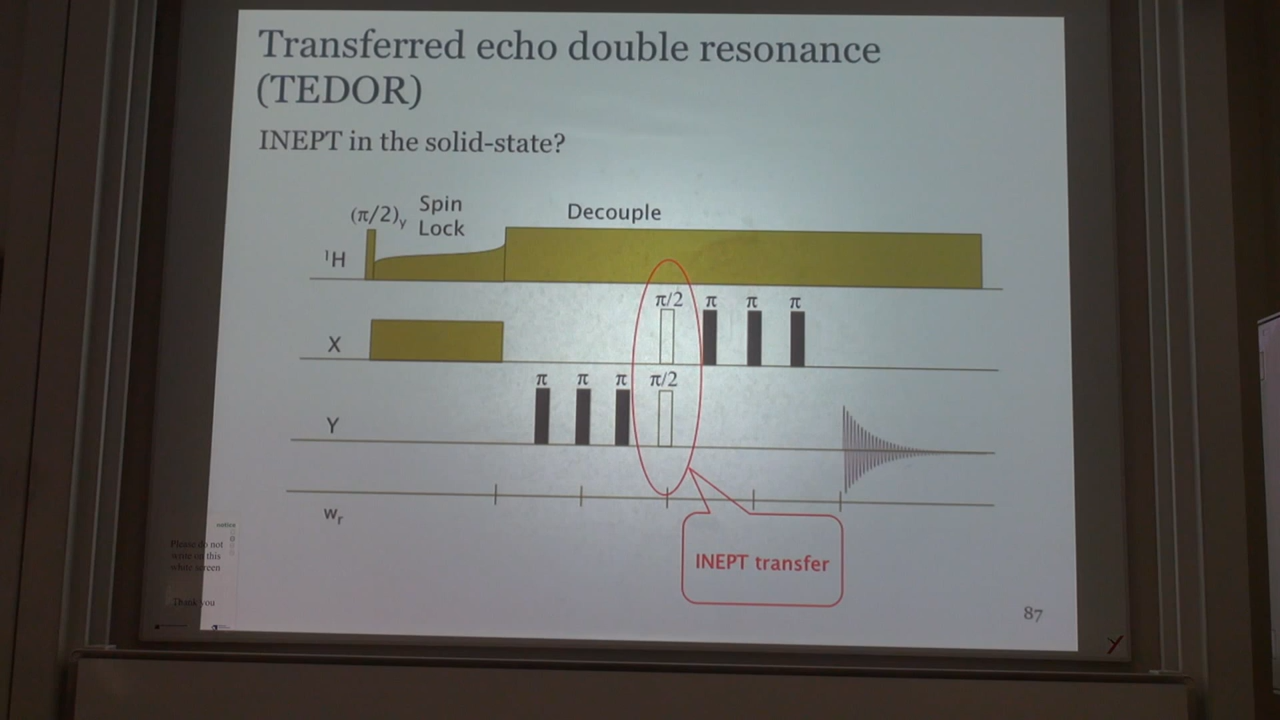 Transferred echo double resonance
(TEDOR)
INEPT in the solid-state?
(π/2)y
Spin
Lock
Decouple
¹H
π/2 π π π
X
π π π π/2
Y
wr
INEPT transfer
87
notice
Please do not
write on this
white screen
Thank you